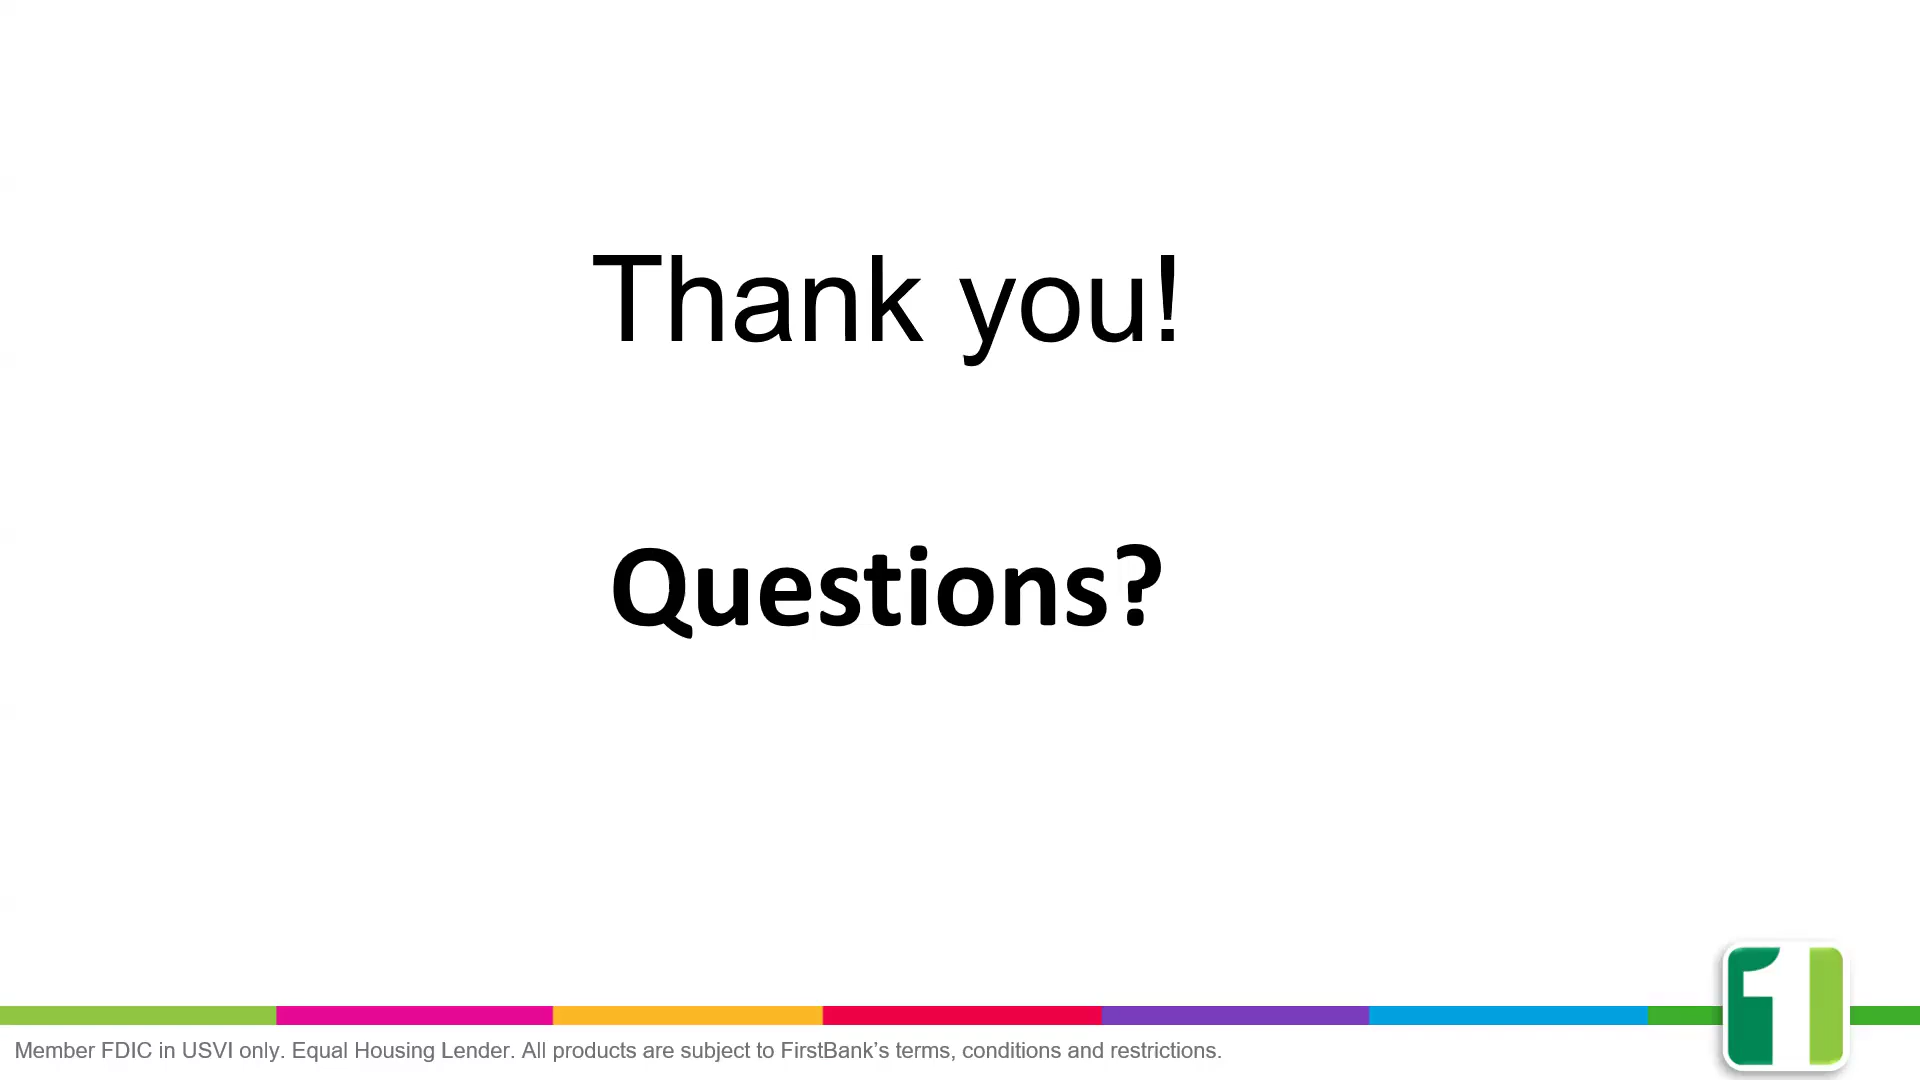 Thank you!
Questions?
Member FDIC in USVI only. Equal Housing Lender. All products are subject to FirstBank’s terms, conditions and restrictions.
1